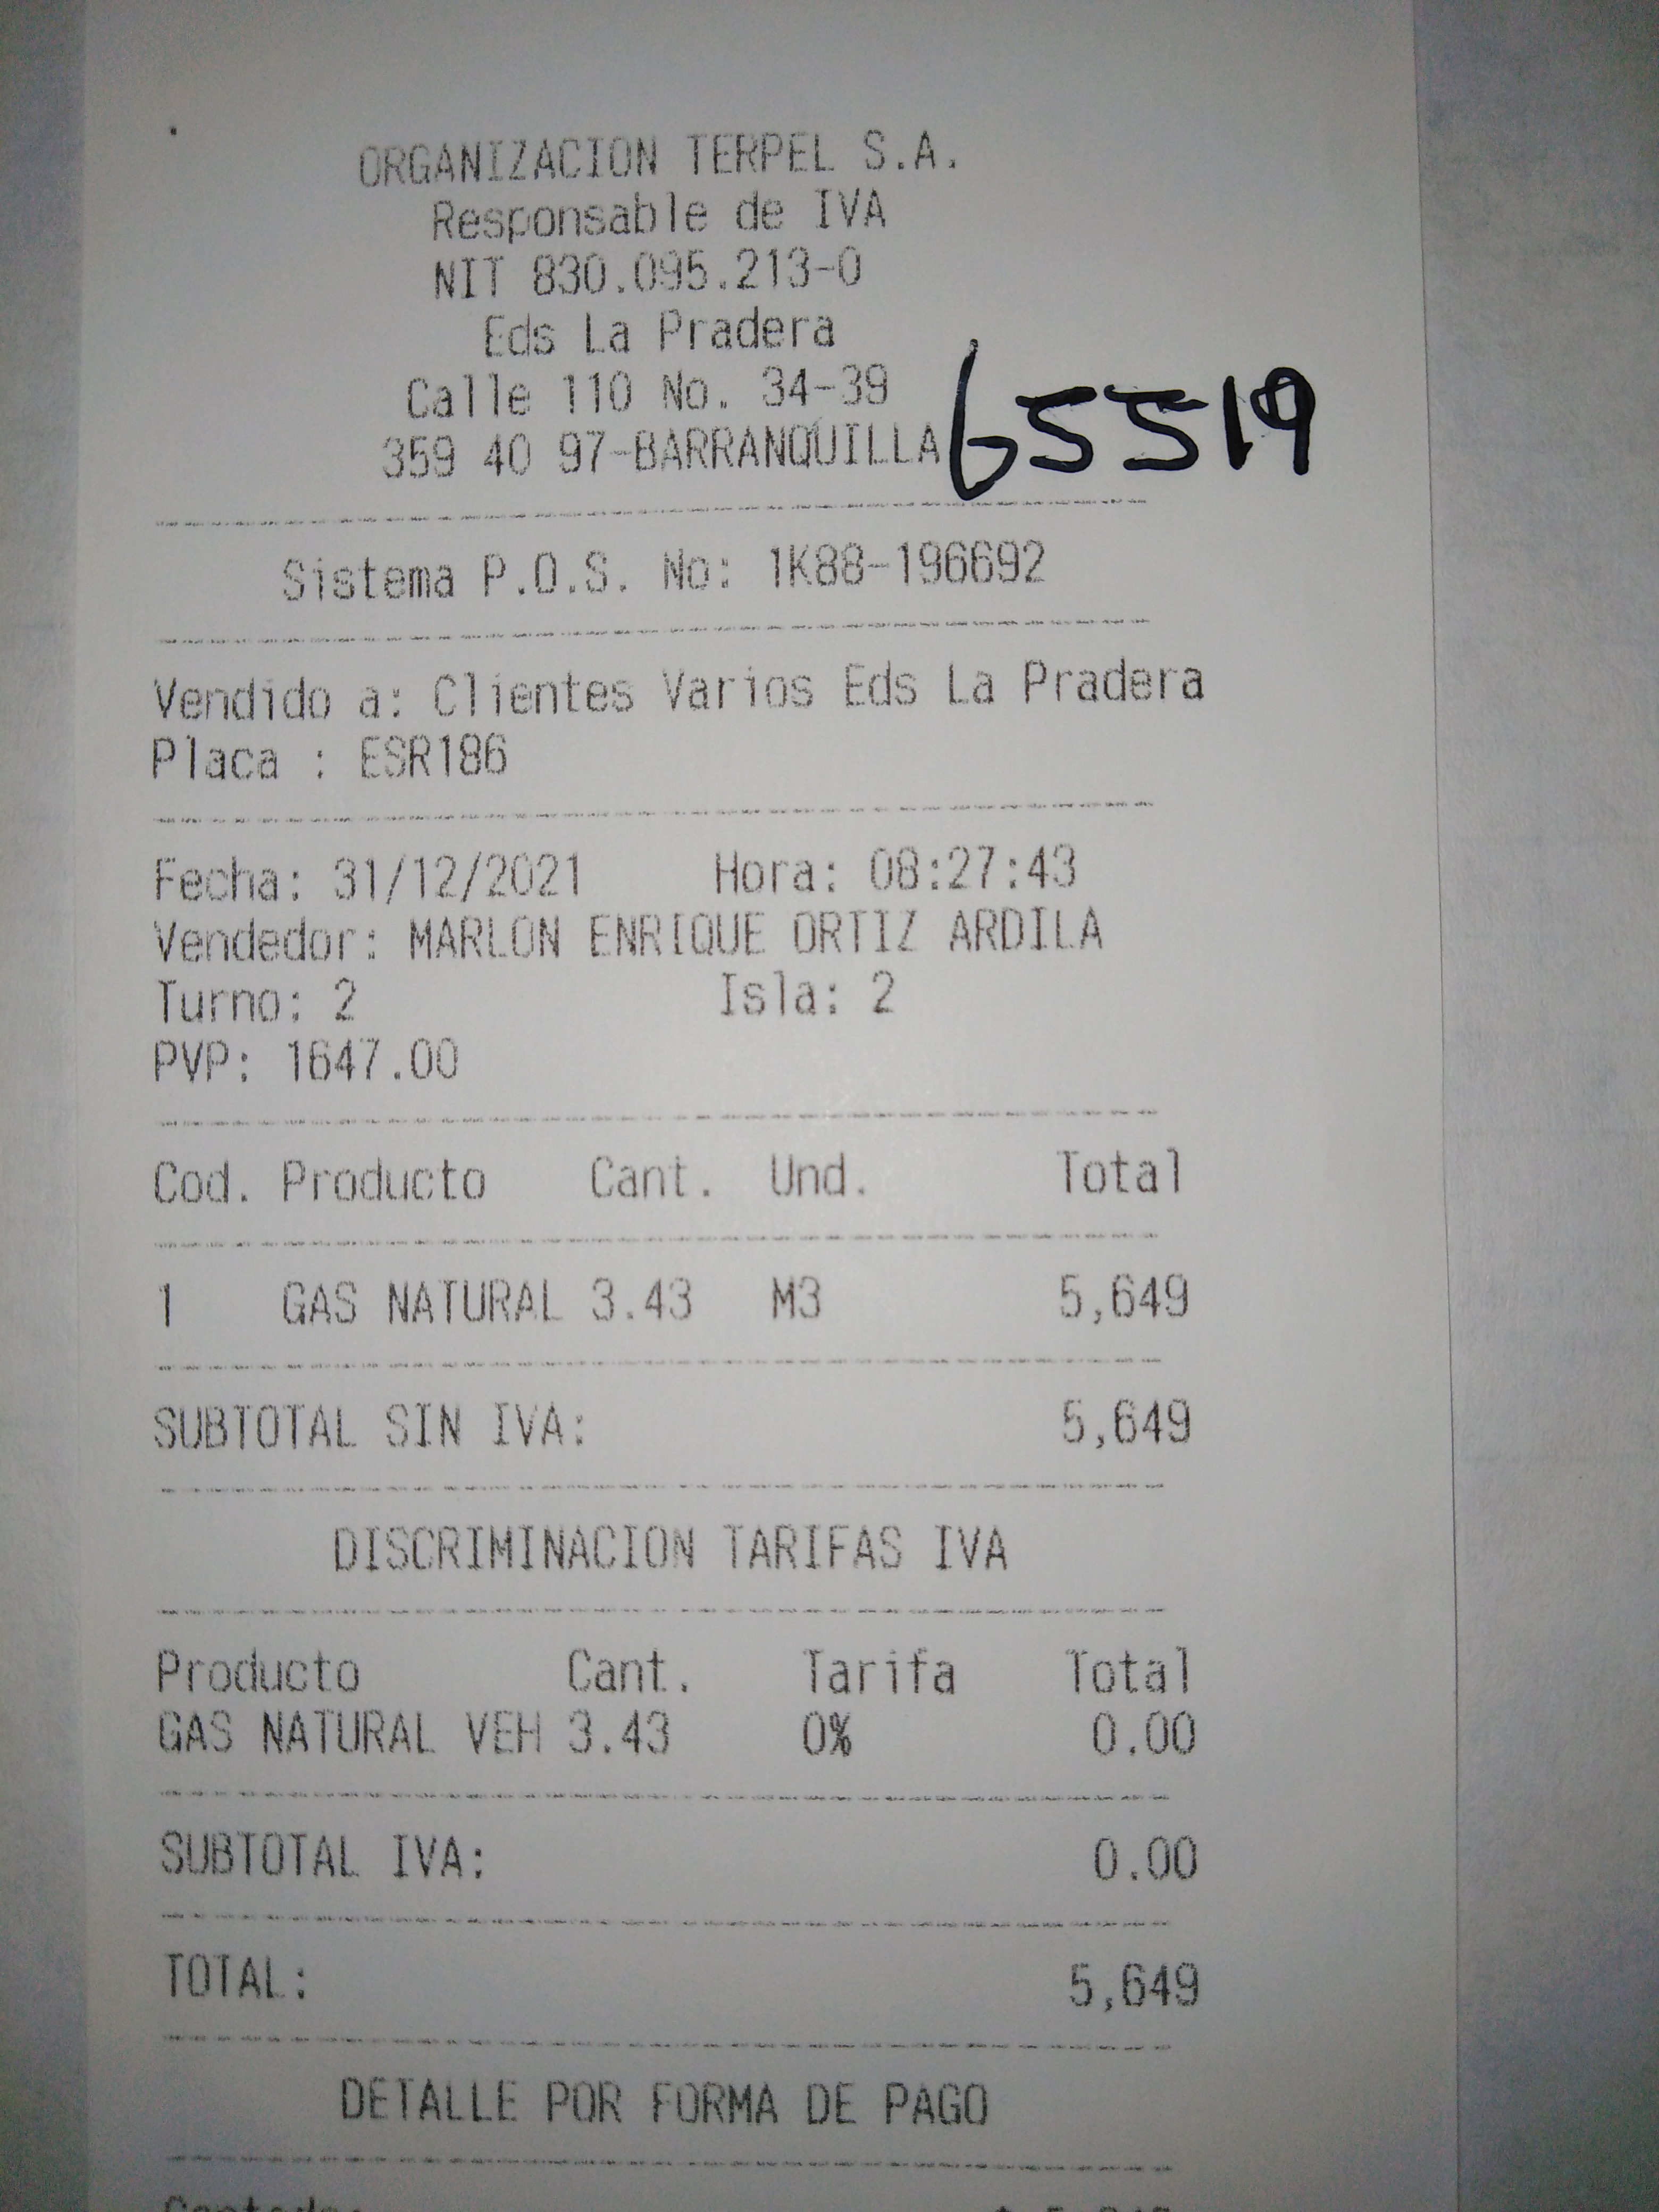 ORGANIZACION TERPEL S.A.
Responsable de IVA
NIT 830.095.213-0
Eds La Pradera
Calle 110 No. 34-39
359 40 97-BARRANQUILLA 65519
Sistema P.O.S. No: 1K88-196692
Vendido a: Clientes Varios Eds La Pradera
Placa : ESR186
Fecha: 31/12/2021 Hora: 08:27:43
Vendedor: MARLON ENRIQUE ORTIZ ARDILA
Turno: 2 Isla: 2
PVP: 1647.00
Cod. Producto Cant. Und. Total
1 GAS NATURAL 3.43 M3 5,649
SUBTOTAL SIN IVA: 5,649
DISCRIMINACION TARIFAS IVA
Producto Cant. Tarifa Total
GAS NATURAL VEH 3.43 0% 0.00
SUBTOTAL IVA: 0.00
TOTAL: 5,649
DETALLE POR FORMA DE PAGO